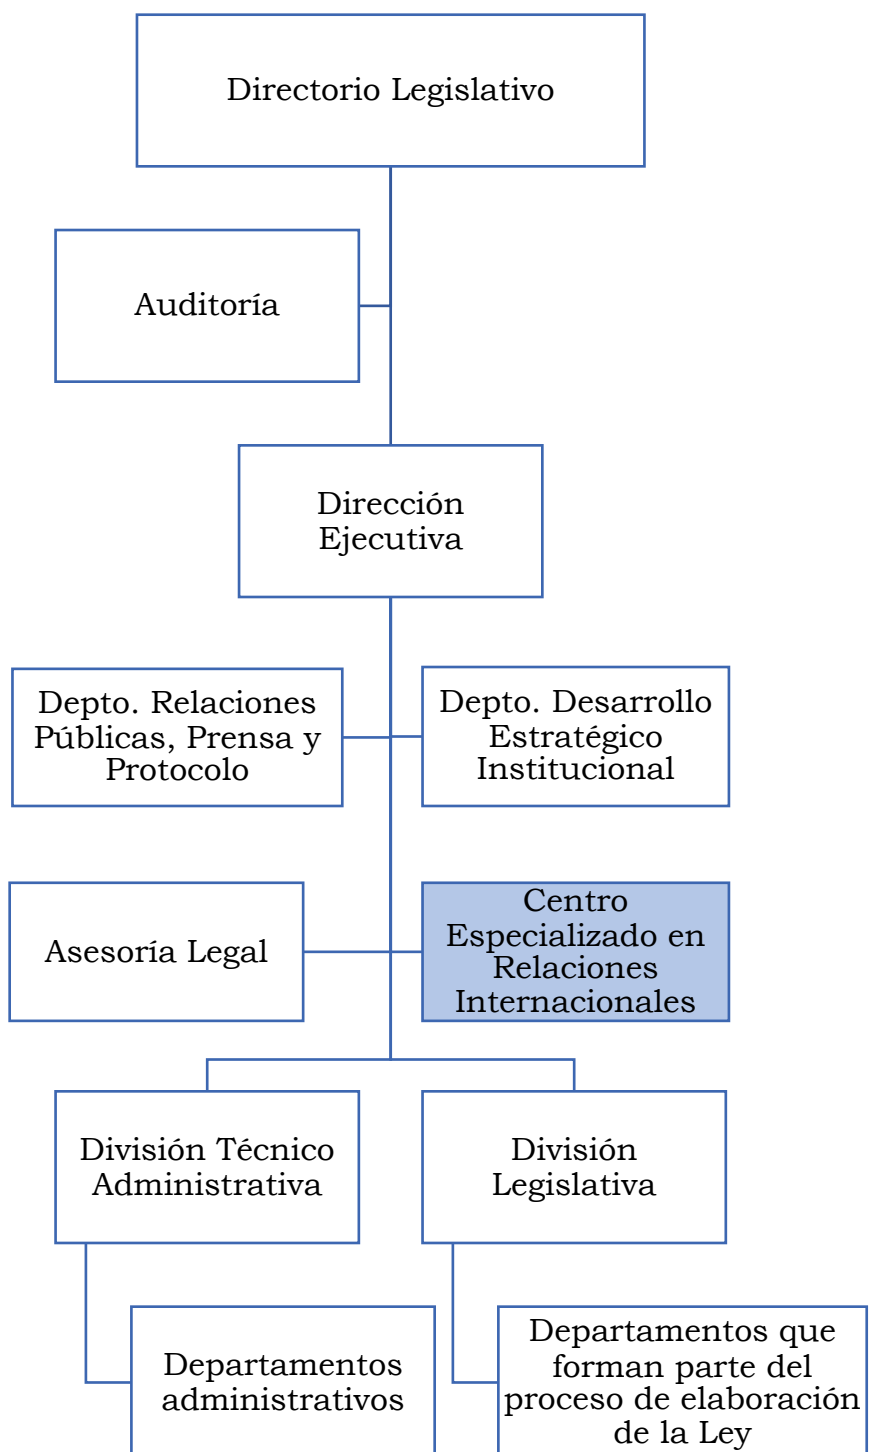 Directorio Legislativo
Auditoría
Dirección
Ejecutiva
Depto. Relaciones
Públicas, Prensa y
Protocolo
Depto. Desarrollo
Estratégico
Institucional
Asesoría Legal
Centro
Especializado en
Relaciones
Internacionales
División Técnico
Administrativa
División
Legislativa
Departamentos
administrativos
Departamentos que
forman parte del
proceso de elaboración
de la Ley